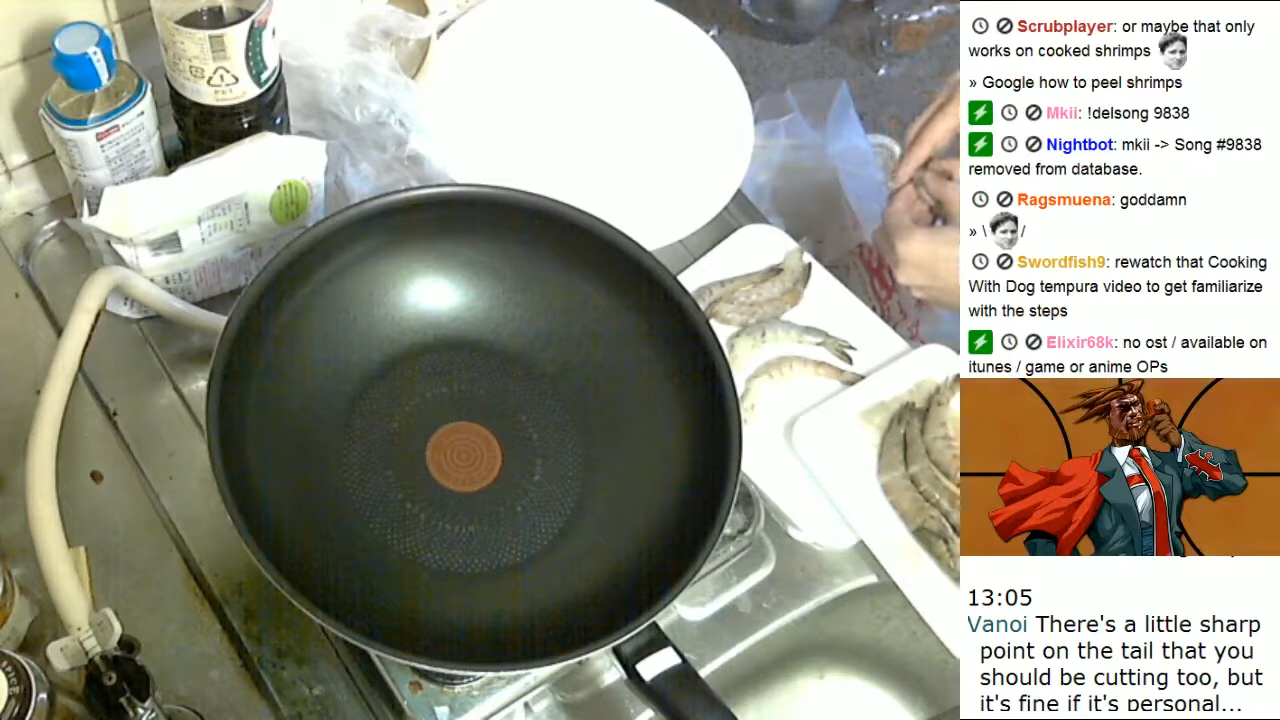 Scrubplayer: or maybe that only
works on cooked shrimps
» Google how to peel shrimps
Mkii: !delsong 9838
Nightbot: mkii -> Song #9838
removed from database.
Ragsmuena: goddamn
» \ /
Swordfish9: rewatch that Cooking
With Dog tempura video to get familiarize
with the steps
Elixir68k: no ost / available on
itunes / game or anime OPs
13:05
Vanoi There's a little sharp
point on the tail that you
should be cutting too, but
it's fine if it's personal...